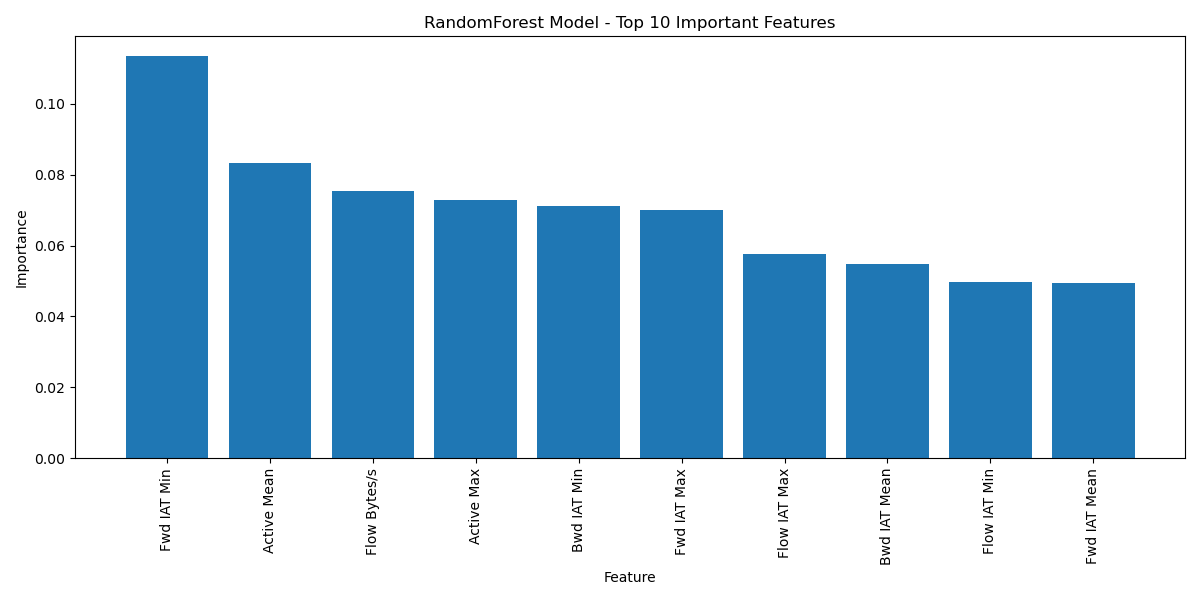 RandomForest Model - Top 10 Important Features
Importance
0.10
0.08
0.06
0.04
0.02
0.00
Fwd IAT Min
Active Mean
Flow Bytes/s
Active Max
Bwd IAT Min
Fwd IAT Max
Flow IAT Max
Bwd IAT Mean
Flow IAT Min
Fwd IAT Mean
Feature